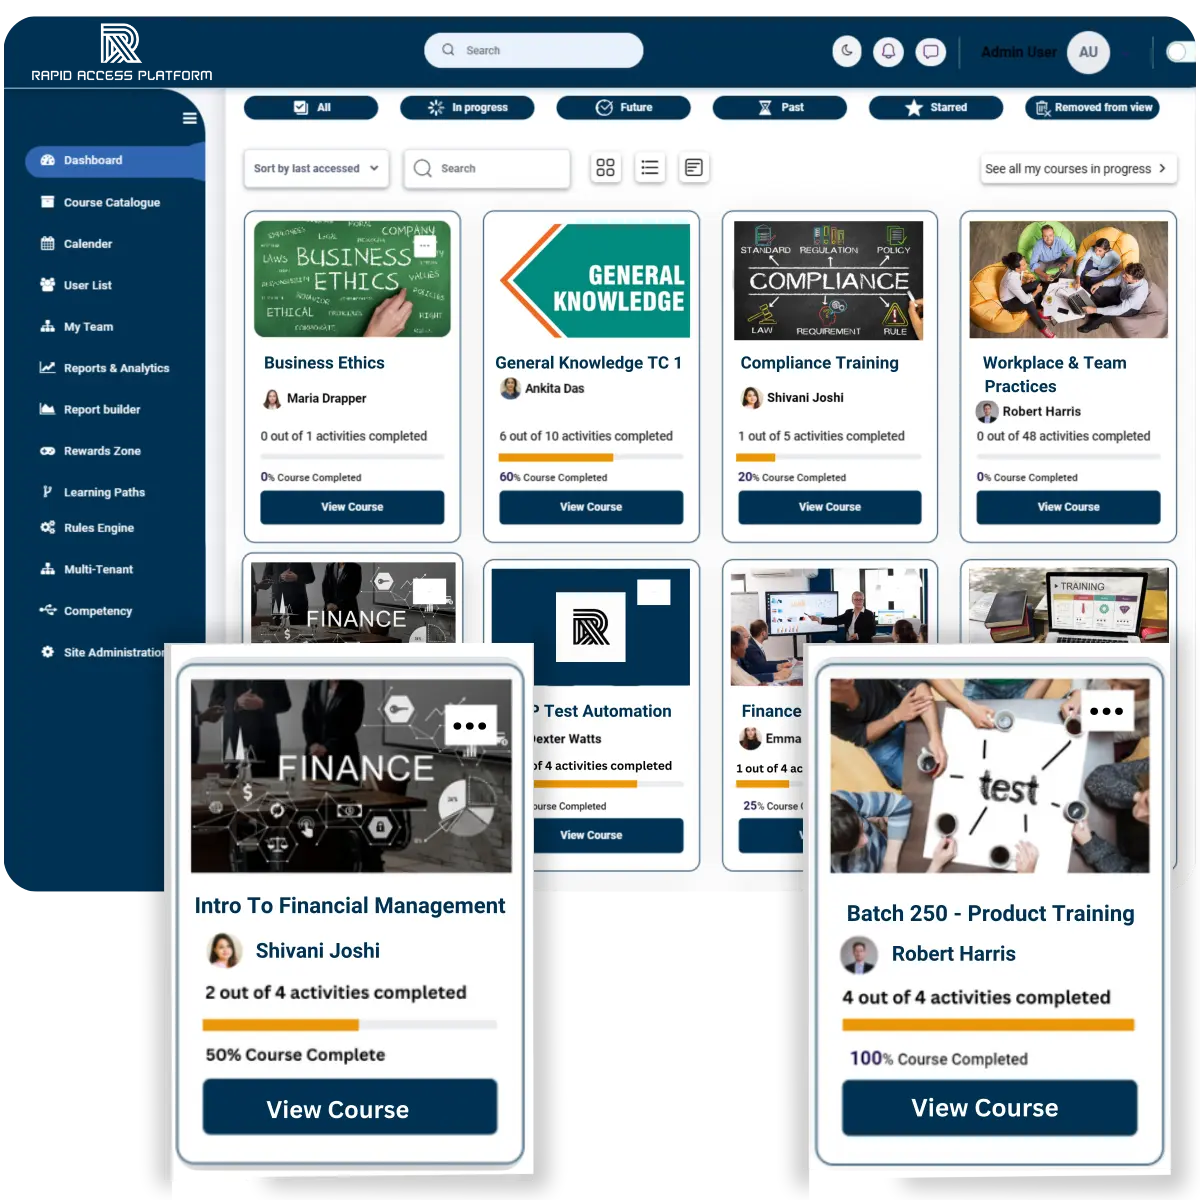 RAPID ACCESS PLATFORM
Search
Admin User
AU
All
In progress
Future
Past
Starred
Removed from view
Dashboard
Course Catalogue
Calender
User List
My Team
Reports & Analytics
Report builder
Rewards Zone
Learning Paths
Rules Engine
Multi-Tenant
Competency
Site Administration
Sort by last accessed
Search
See all my courses in progress
COMPANY
LAWS
BUSINESS
ETHICS
VALUES
POLICIES
ETHICAL
RIGHT
Business Ethics
Maria Drapper
0 out of 1 activities completed
0% Course Completed
View Course
GENERAL
KNOWLEDGE
General Knowledge TC 1
Ankita Das
6 out of 10 activities completed
60% Course Completed
View Course
STANDARD REGULATION POLICY
COMPLIANCE
LAW REQUIREMENT RULE
Compliance Training
Shivani Joshi
1 out of 5 activities completed
20% Course Completed
View Course
Workplace & Team
Practices
Robert Harris
0 out of 48 activities completed
0% Course Completed
View Course
FINANCE
P Test Automation
Dexter Watts
of 4 activities completed
ourse Completed
View Course
Finance
Emma
1 out of 4 ac
25% Course C
TRAINING
FINANCE
Intro To Financial Management
Shivani Joshi
2 out of 4 activities completed
50% Course Complete
View Course
test
Batch 250 - Product Training
Robert Harris
4 out of 4 activities completed
100% Course Completed
View Course